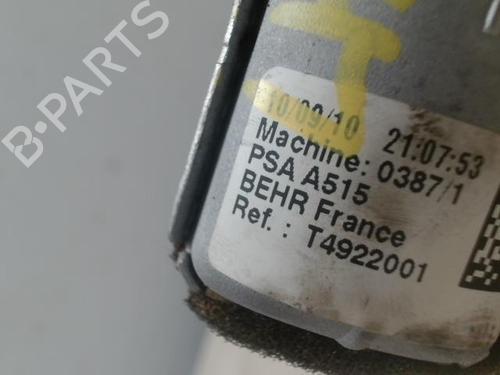 B-PARTS
10/09/10 21:07:53
Machine: 0387/1
PSA A515
BEHR France
Ref. : T4922001